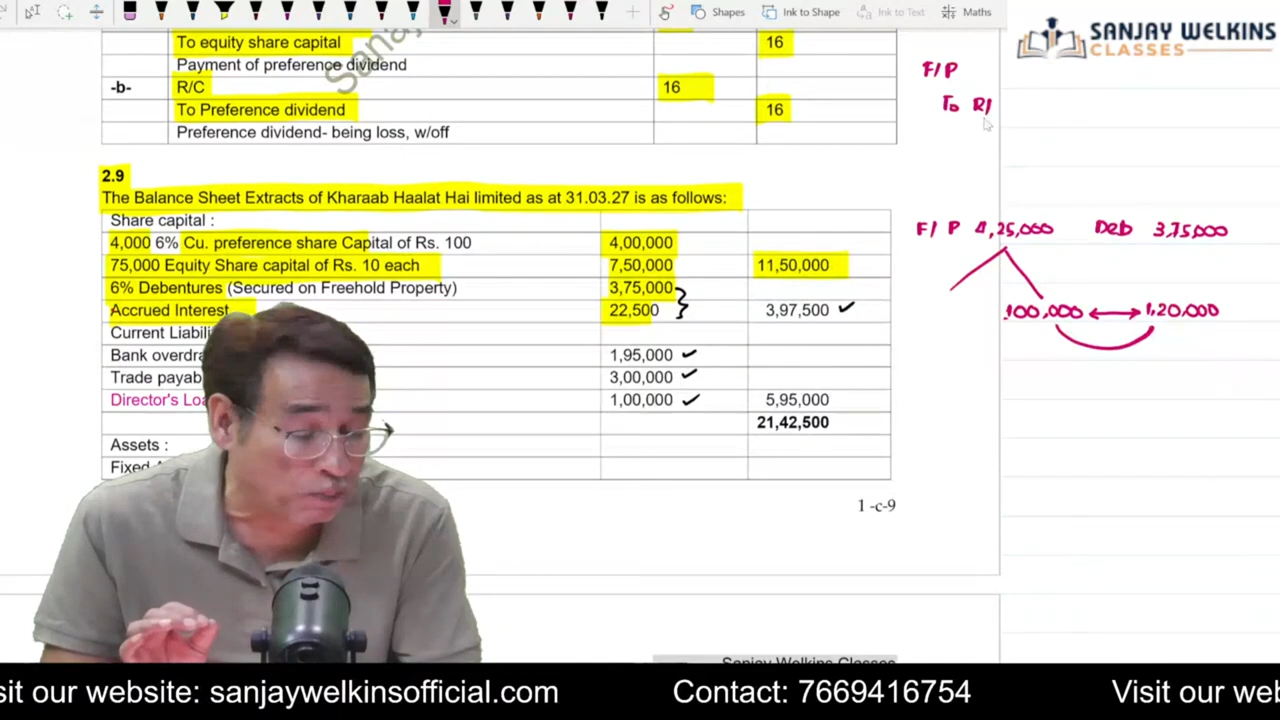 Shapes Ink to Shape Ink to Text Maths
SANJAY WELKINS
CLASSES
To equity share capital 16
Payment of preference dividend
-b- R/C 16
To Preference dividend 16
Preference dividend- being loss, w/off
F/P
To R/
2.9
The Balance Sheet Extracts of Kharaab Haalat Hai limited as at 31.03.27 is as follows:
Share capital :
4,000 6% Cu. preference share Capital of Rs. 100 4,00,000
75,000 Equity Share capital of Rs. 10 each 7,50,000 11,50,000
6% Debentures (Secured on Freehold Property) 3,75,000
Accrued Interest 22,500 3,97,500
Current Liabili
Bank overdra 1,95,000
Trade payab 3,00,000
Director's Loa 1,00,000 5,95,000
21,42,500
Assets :
Fixed
F/P 4,25,000 Deb 3,75,000
100,000 1,20,000
1 -c-9
Sanjay Welkins Classes
sit our website: sanjaywelkinsofficial.com Contact: 7669416754 Visit our web